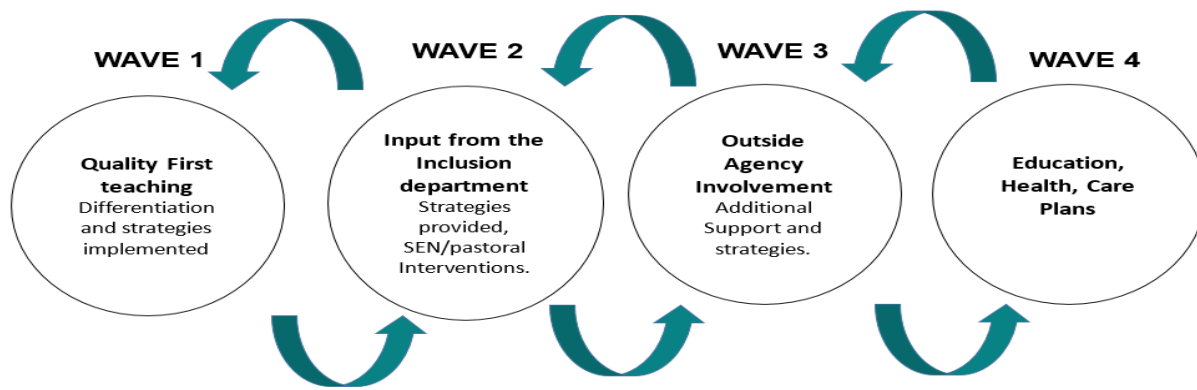 WAVE 1
Quality First
teaching
Differentiation
and strategies
implemented
WAVE 2
Input from the
Inclusion
department
Strategies
provided,
SEN/pastoral
Interventions.
WAVE 3
Outside
Agency
Involvement
Additional
Support and
strategies.
WAVE 4
Education,
Health, Care
Plans